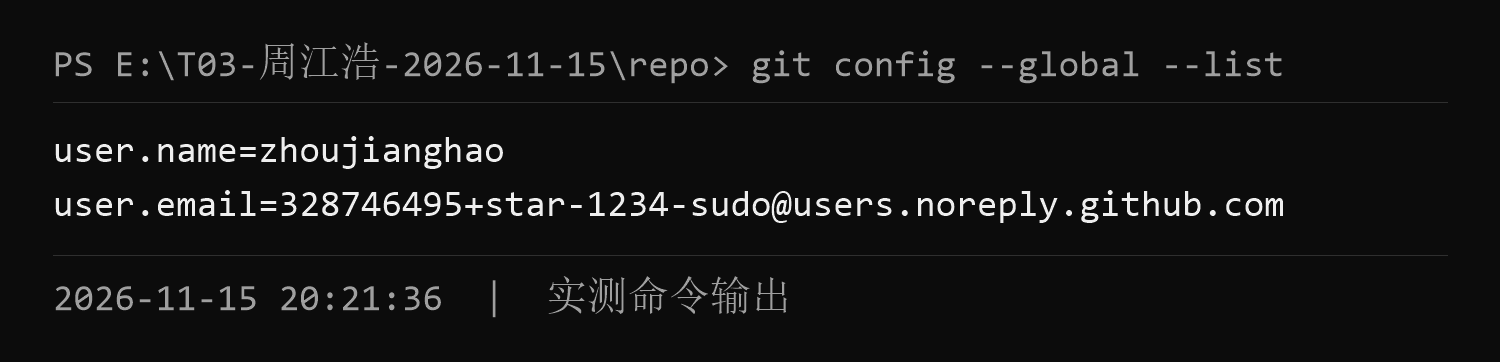 PS E:\T03-周江浩-2026-11-15\repo> git config --global --list
user.name=zhoujianghao
user.email=328746495+star-1234-sudo@users.noreply.github.com
2026-11-15 20:21:36 | 实测命令输出